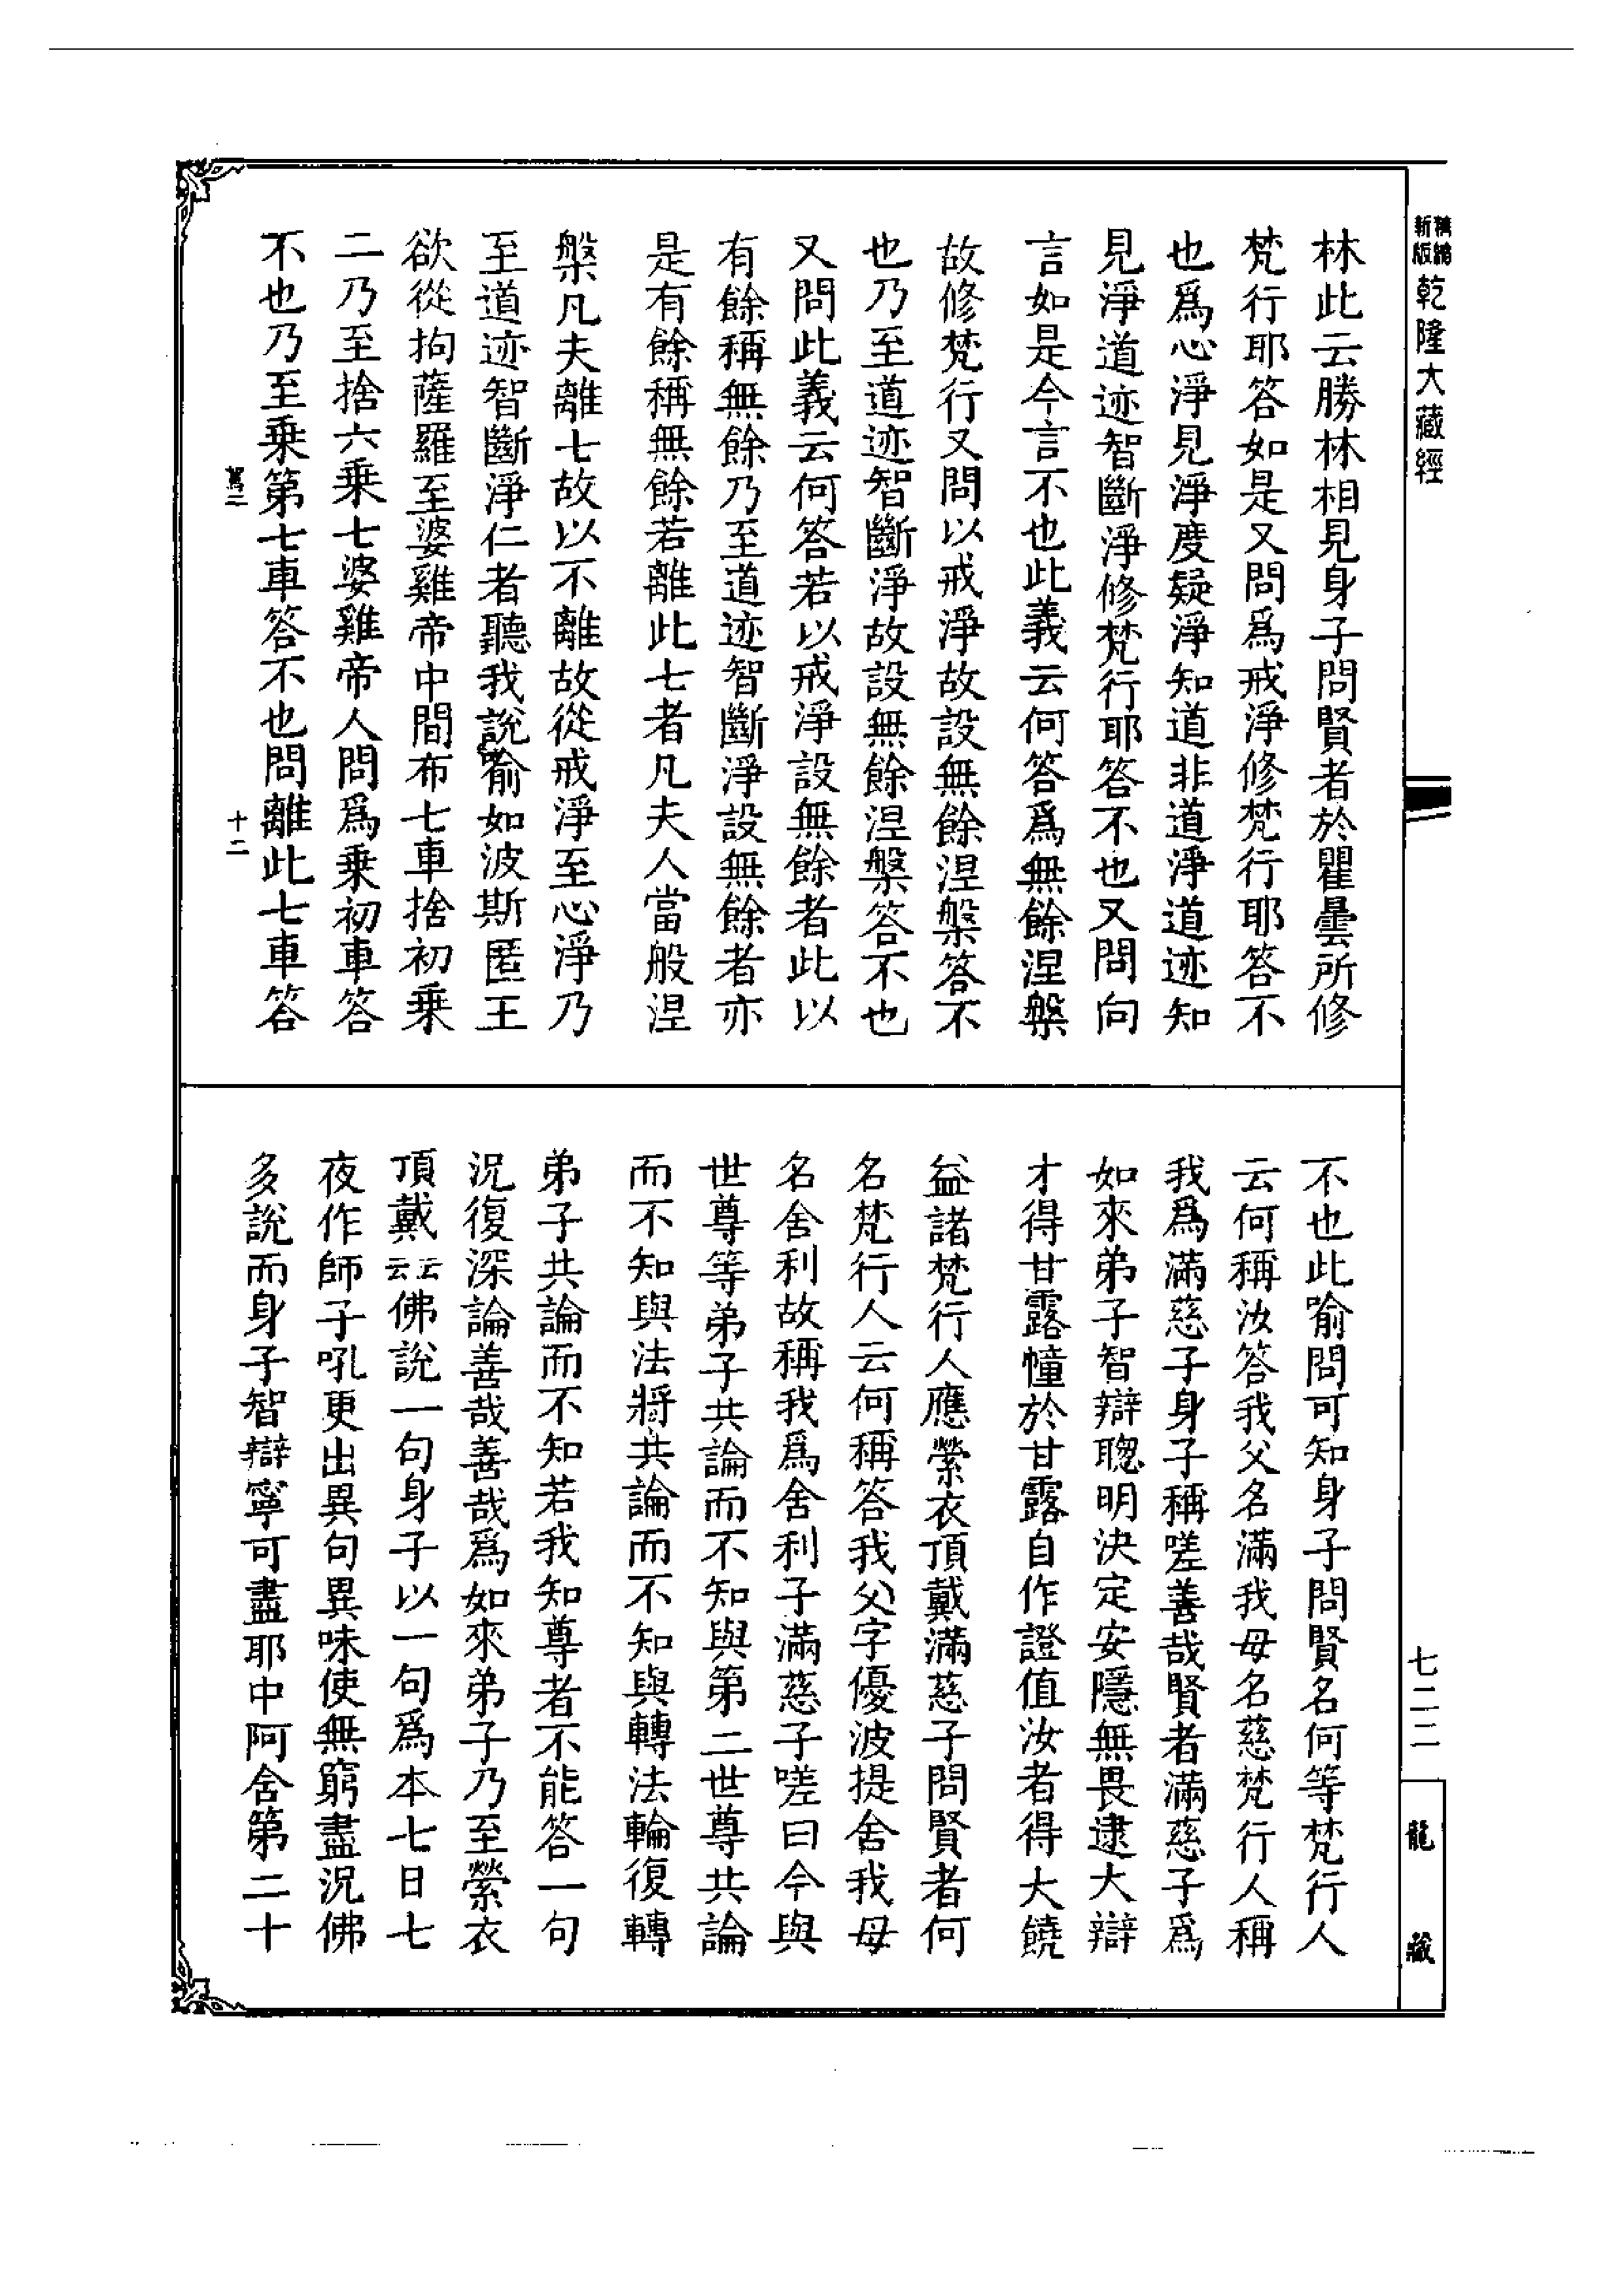 精編新版
乾隆大藏經
林此云勝林相見身子問賢者於瞿曇所修
梵行耶答如是又問爲戒淨修梵行耶答不
也爲心淨見淨度疑淨知道非道淨道迹知
見淨道迹智斷淨修梵行耶答不也又問向
言如是今言不也此義云何答爲無餘涅槃
故修梵行又問以戒淨故設無餘涅槃答不
也乃至道迹智斷淨故設無餘涅槃答不也
又問此義云何答若以戒淨設無餘者此以
有餘稱無餘乃至道迹智斷淨設無餘者亦
是有餘稱無餘若離此七者凡夫人當般涅
槃凡夫離七故以不離故從戒淨至心淨乃
至道迹智斷淨仁者聽我說喻如波斯匿王
欲從拘薩羅至婆雞帝中間布七車捨初乘
二乃至捨六乘七婆雞帝人問爲乘初車答
不也乃至乘第七車答不也問離此七車答
駕二
十二
不也此喻問可知身子問賢名何等梵行人
云何稱汝答我父名滿我母名慈梵行人稱
我爲滿慈子身子稱嗟善哉賢者滿慈子爲
如來弟子智辯聰明決定安隱無畏逮大辯
才得甘露幢於甘露自作證值汝者得大饒
益諸梵行人應縈衣頂戴滿慈子問賢者何
名梵行人云何稱答我父字優波提舍我母
名舍利故稱我爲舍利子滿慈子嗟曰今與
世尊等弟子共論而不知與第二世尊共論
而不知與法將共論而不知與轉法輪復轉
弟子共論而不知若我知尊者不能答一句
況復深論善哉善哉爲如來弟子乃至縈衣
頂戴云云佛說一句身子以一句爲本七日七
夜作師子吼更出異句異味使無窮盡況佛
多說而身子智辯寧可盡耶中阿含第二十
七二二
龍藏